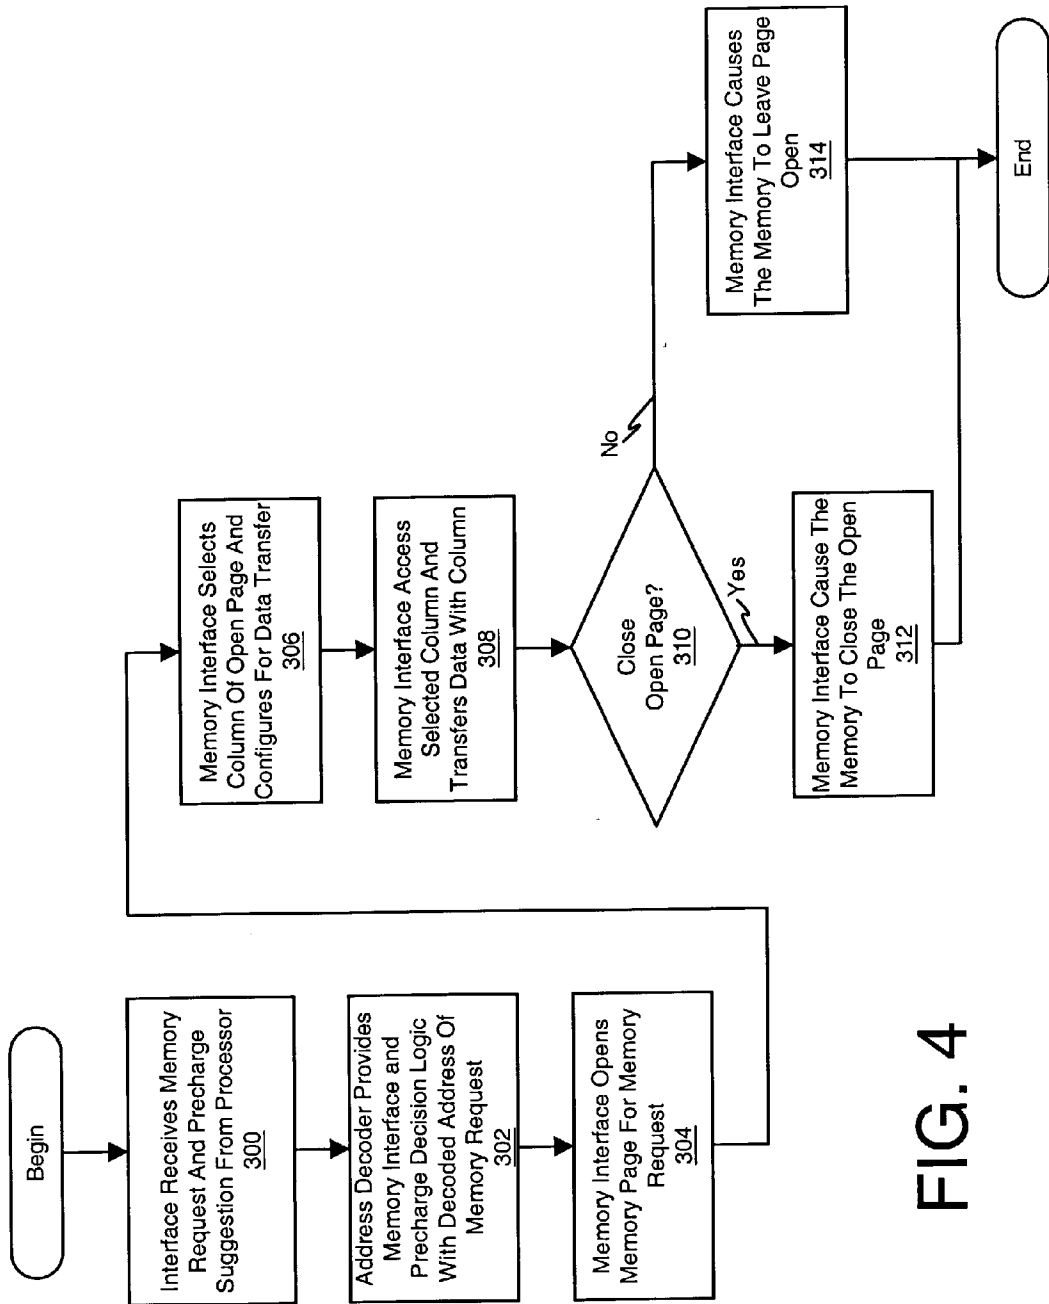 Begin
Interface Receives Memory
Request And Precharge
Suggestion From Processor
300
Address Decoder Provides
Memory Interface and
Precharge Decision Logic
With Decoded Address Of
Memory Request
302
Memory Interface Opens
Memory Page For Memory
Request
304
Memory Interface Selects
Column Of Open Page And
Configures For Data Transfer
306
Memory Interface Access
Selected Column And
Transfers Data With Column
308
Close
Open Page?
310
Yes
No
Memory Interface Cause The
Memory To Close The Open
Page
312
Memory Interface Causes
The Memory To Leave Page
Open
314
End
FIG. 4